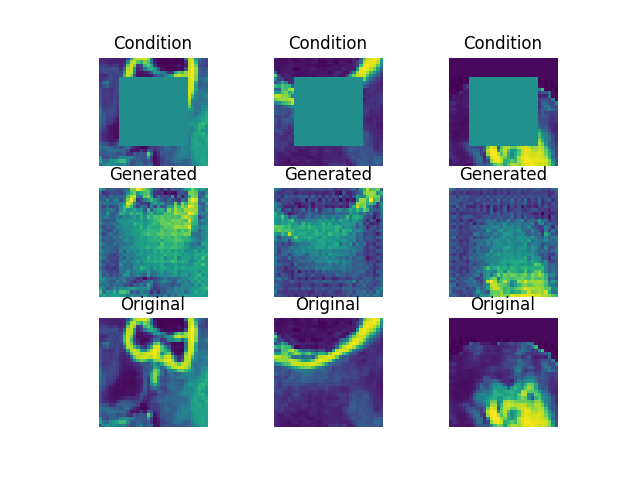 Condition Condition Condition
Generated Generated Generated
Original Original Original